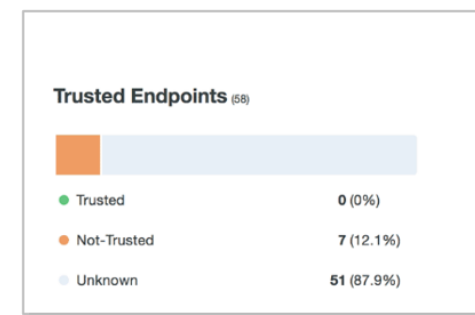 Trusted Endpoints (58)
Trusted 0 (0%)
Not-Trusted 7 (12.1%)
Unknown 51 (87.9%)